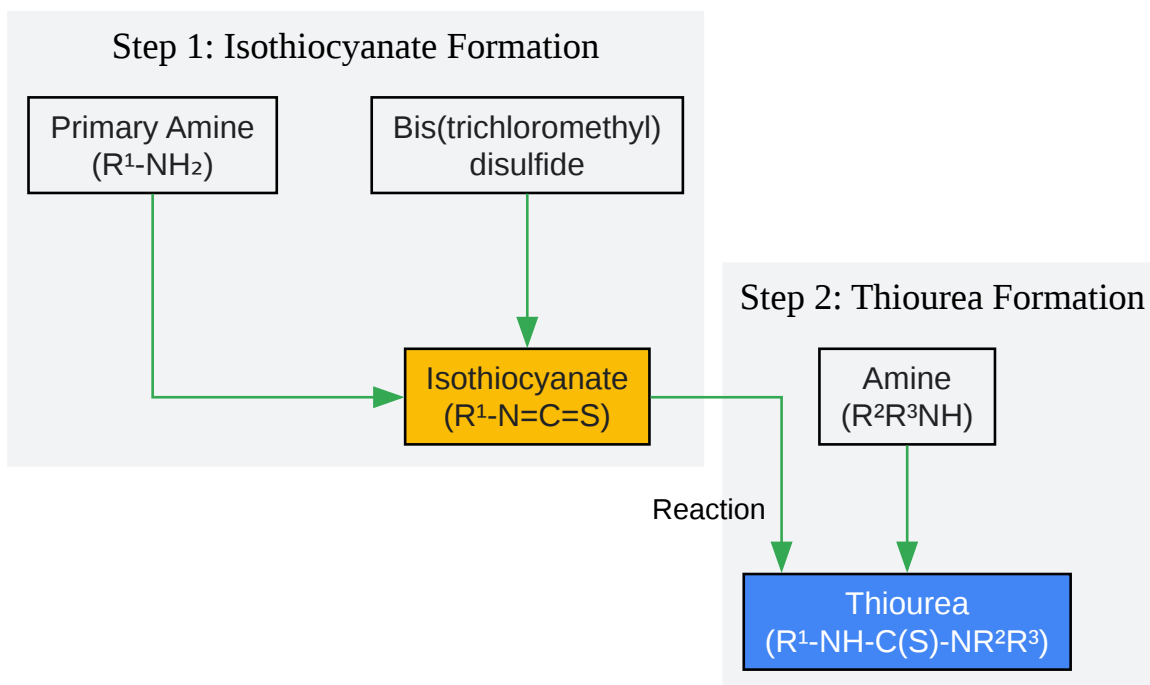 Step 1: Isothiocyanate Formation
Primary Amine
(R¹-NH₂)
Bis(trichloromethyl)
disulfide
Isothiocyanate
(R¹-N=C=S)
Step 2: Thiourea Formation
Amine
(R²R³NH)
Reaction
Thiourea
(R¹-NH-C(S)-NR²R³)